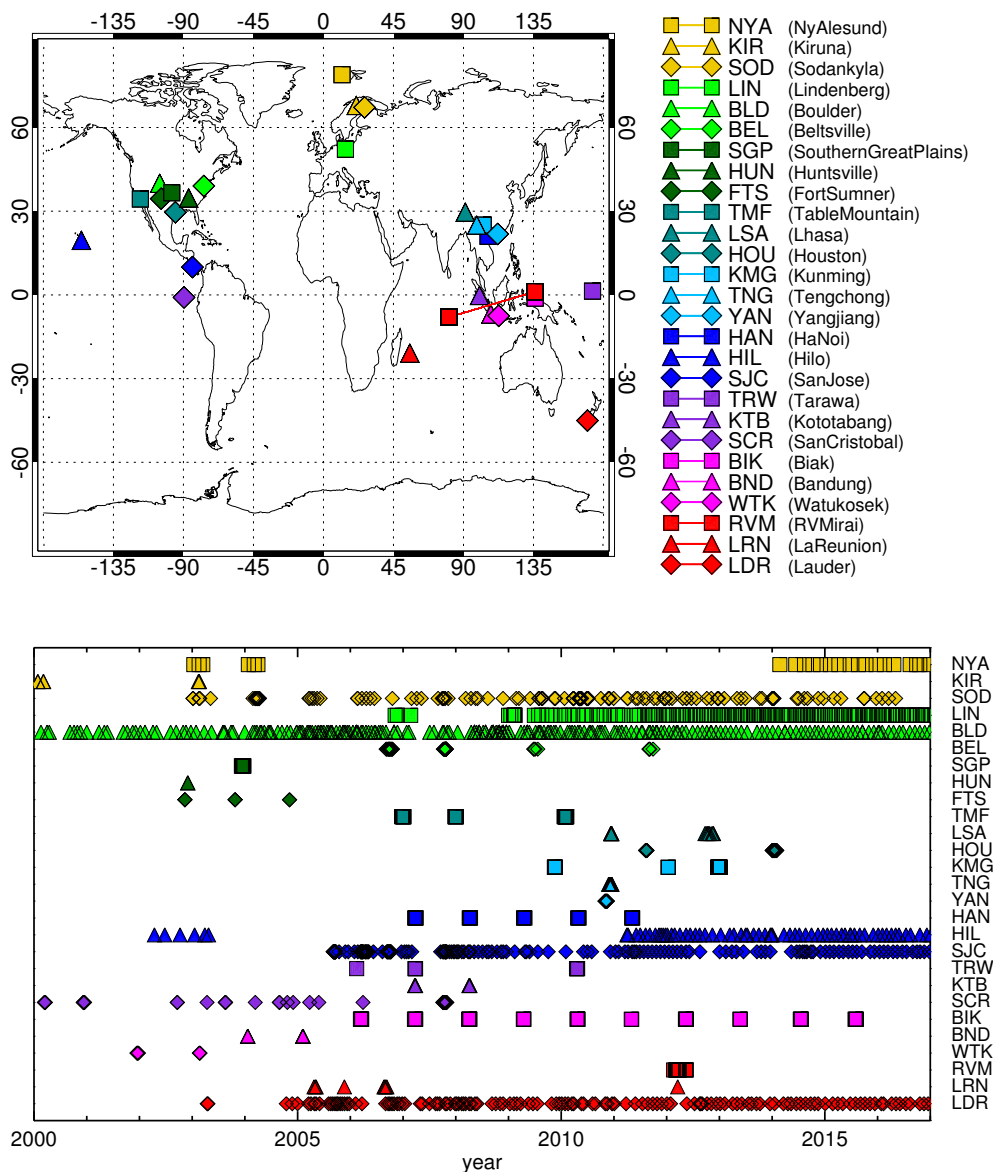 -135 -90 -45 0 45 90 135
60 60
30 30
0 0
-30 -30
-60 -60
-135 -90 -45 0 45 90 135
NYA (NyAlesund)
KIR (Kiruna)
SOD (Sodankyla)
LIN (Lindenberg)
BLD (Boulder)
BEL (Beltsville)
SGP (SouthernGreatPlains)
HUN (Huntsville)
FTS (FortSumner)
TMF (TableMountain)
LSA (Lhasa)
HOU (Houston)
KMG (Kunming)
TNG (Tengchong)
YAN (Yangjiang)
HAN (HaNoi)
HIL (Hilo)
SJC (SanJose)
TRW (Tarawa)
KTB (Kototabang)
SCR (SanCristobal)
BIK (Biak)
BND (Bandung)
WTK (Watukosek)
RVM (RVMirai)
LRN (LaReunion)
LDR (Lauder)
NYA
KIR
SOD
LIN
BLD
BEL
SGP
HUN
FTS
TMF
LSA
HOU
KMG
TNG
YAN
HAN
HIL
SJC
TRW
KTB
SCR
BIK
BND
WTK
RVM
LRN
LDR
2000 2005 2010 2015
year